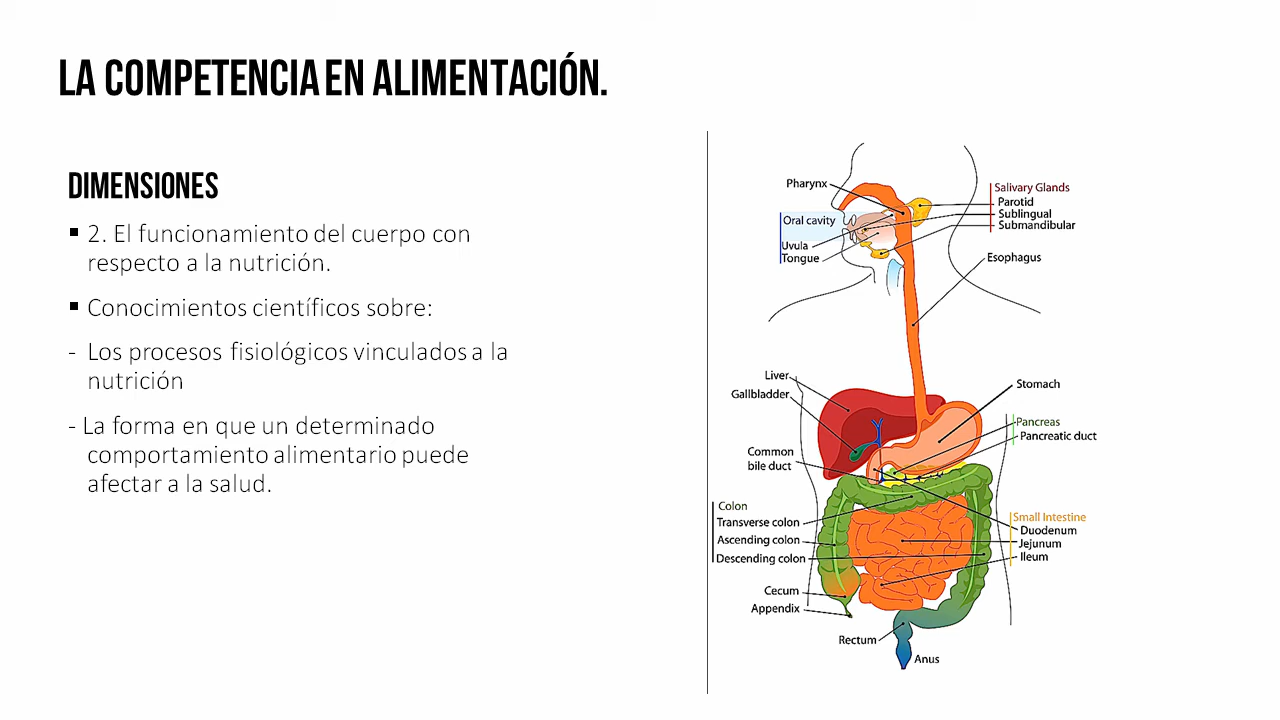 LA COMPETENCIA EN ALIMENTACIÓN.
DIMENSIONES
▪ 2. El funcionamiento del cuerpo con
respecto a la nutrición.
▪ Conocimientos científicos sobre:
- Los procesos fisiológicos vinculados a la
nutrición
- La forma en que un determinado
comportamiento alimentario puede
afectar a la salud.
Pharynx
Oral cavity
Uvula
Tongue
Salivary Glands
Parotid
Sublingual
Submandibular
Esophagus
Liver
Gallbladder
Common
bile duct
Stomach
Pancreas
Pancreatic duct
Colon
Transverse colon
Ascending colon
Descending colon
Small Intestine
Duodenum
Jejunum
Ileum
Cecum
Appendix
Rectum
Anus